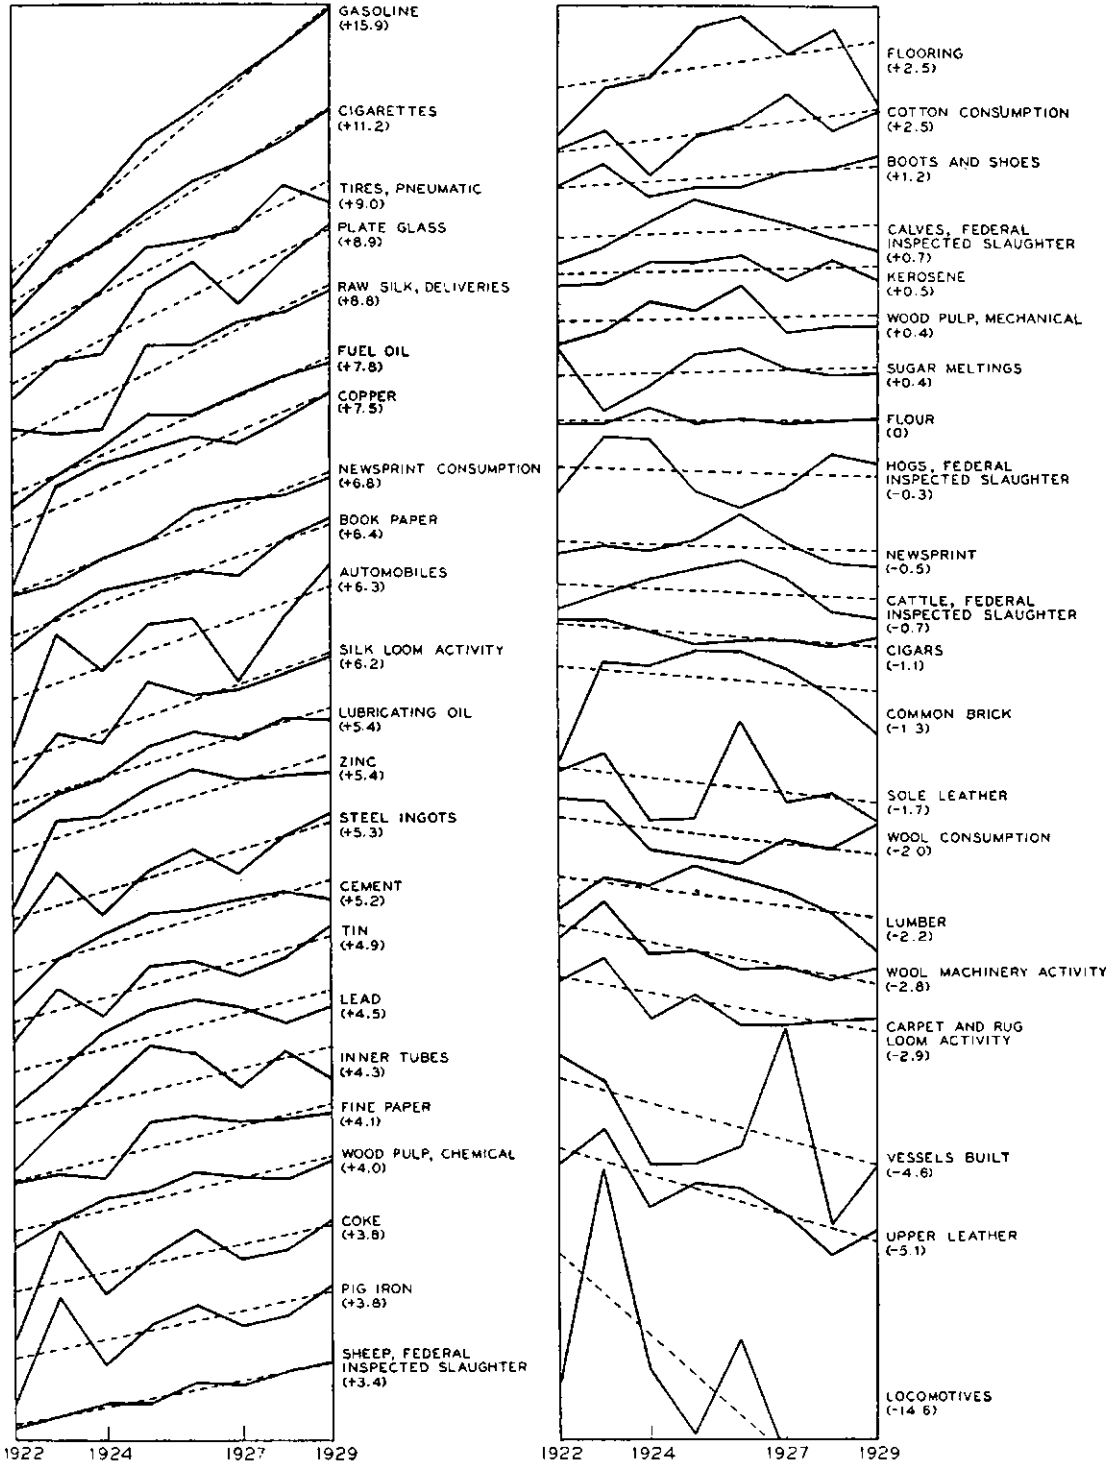 GASOLINE
(+15.9)
CIGARETTES
(+11.2)
TIRES, PNEUMATIC
(+9.0)
PLATE GLASS
(+8.9)
RAW SILK, DELIVERIES
(+8.8)
FUEL OIL
(+7.8)
COPPER
(+7.5)
NEWSPRINT CONSUMPTION
(+6.8)
BOOK PAPER
(+6.4)
AUTOMOBILES
(+6.3)
SILK LOOM ACTIVITY
(+6.2)
LUBRICATING OIL
(+5.4)
ZINC
(+5.4)
STEEL INGOTS
(+5.3)
CEMENT
(+5.2)
TIN
(+4.9)
LEAD
(+4.5)
INNER TUBES
(+4.3)
FINE PAPER
(+4.1)
WOOD PULP, CHEMICAL
(+4.0)
COKE
(+3.8)
PIG IRON
(+3.8)
SHEEP, FEDERAL
INSPECTED SLAUGHTER
(+3.4)
1922 1924 1927 1929
FLOORING
(+2.5)
COTTON CONSUMPTION
(+2.5)
BOOTS AND SHOES
(+1.2)
CALVES, FEDERAL
INSPECTED SLAUGHTER
(+0.7)
KEROSENE
(+0.5)
WOOD PULP, MECHANICAL
(+0.4)
SUGAR MELTINGS
(+0.4)
FLOUR
(0)
HOGS, FEDERAL
INSPECTED SLAUGHTER
(-0.3)
NEWSPRINT
(-0.5)
CATTLE, FEDERAL
INSPECTED SLAUGHTER
(-0.7)
CIGARS
(-1.1)
COMMON BRICK
(-1.3)
SOLE LEATHER
(-1.7)
WOOL CONSUMPTION
(-2.0)
LUMBER
(-2.2)
WOOL MACHINERY ACTIVITY
(-2.8)
CARPET AND RUG
LOOM ACTIVITY
(-2.9)
VESSELS BUILT
(-4.6)
UPPER LEATHER
(-5.1)
LOCOMOTIVES
(-14.6)
1922 1924 1927 1929